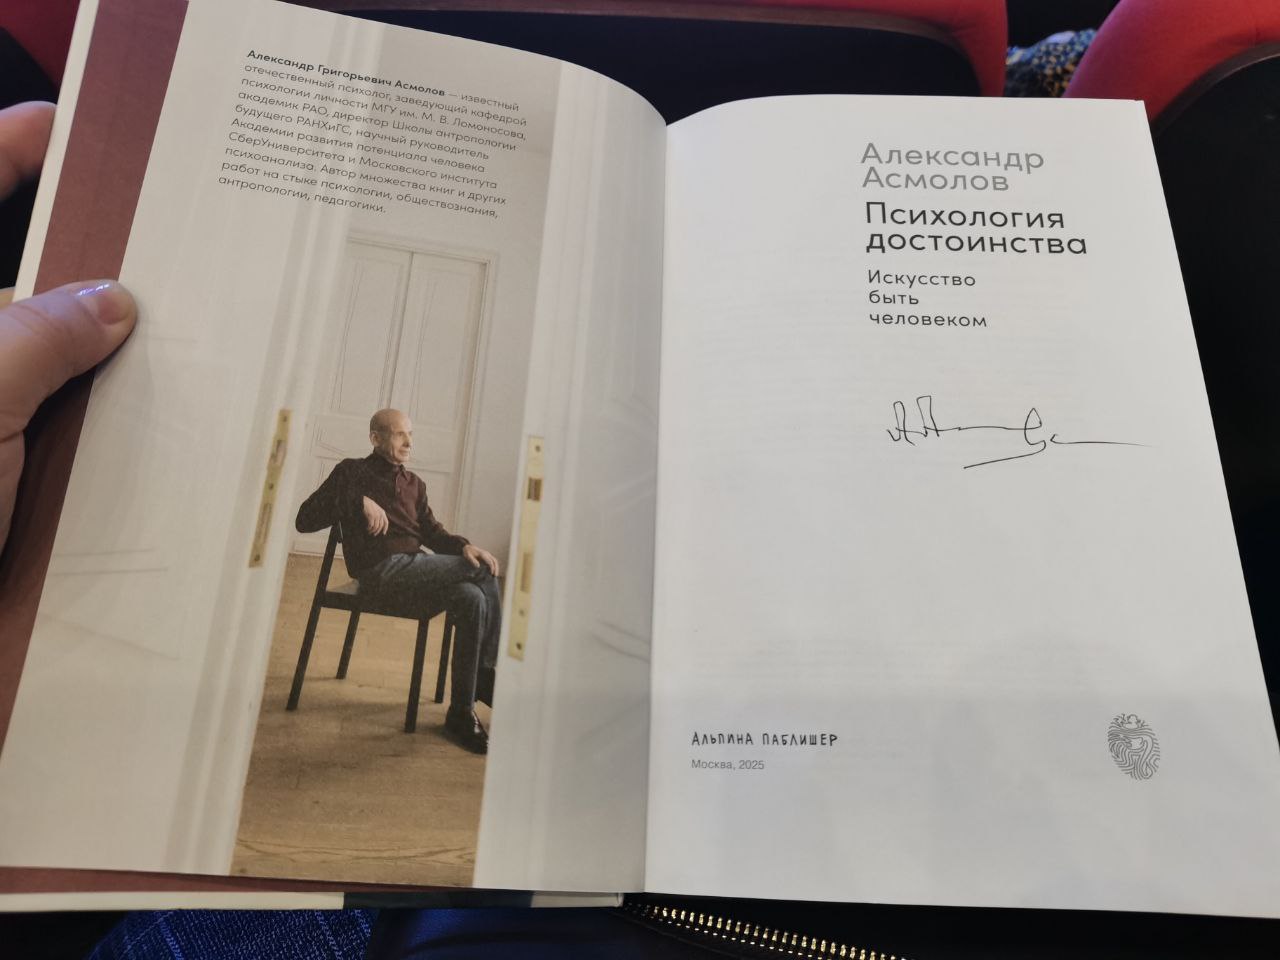 Александр Григорьевич Асмолов — известный
отечественный психолог, заведующий кафедрой
психологии личности МГУ им. М. В. Ломоносова,
академик РАО, директор Школы антропологии
будущего РАНХиГС, научный руководитель
Академии развития потенциала человека
СберУниверситета и Московского института
психоанализа. Автор множества книг и других
работ на стыке психологии, обществознания,
антропологии, педагогики.
Александр
Асмолов
Психология
достоинства
Искусство
быть
человеком
АЛЬПИНА ПАБЛИШЕР
Москва, 2025